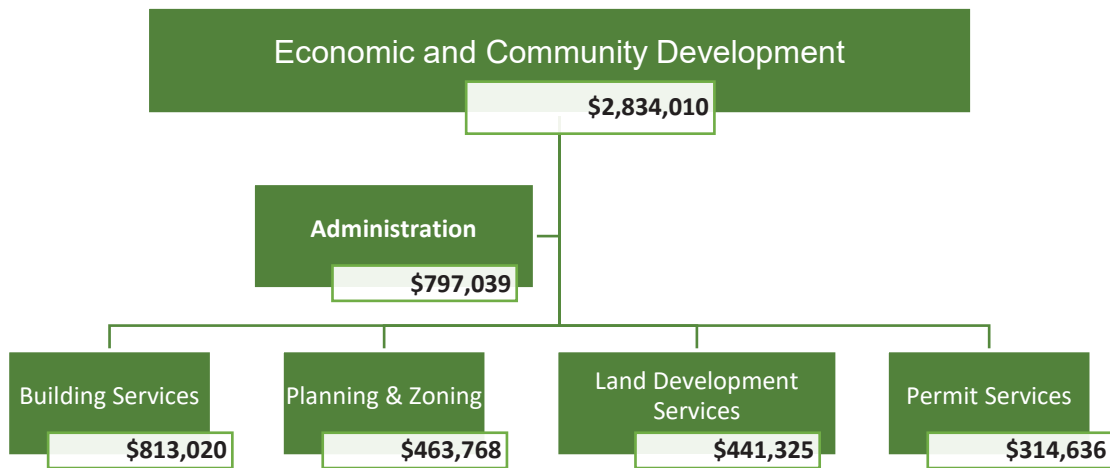 Economic and Community Development
$2,834,010
Administration
$797,039
Building Services
$813,020
Planning & Zoning
$463,768
Land Development
Services
$441,325
Permit Services
$314,636